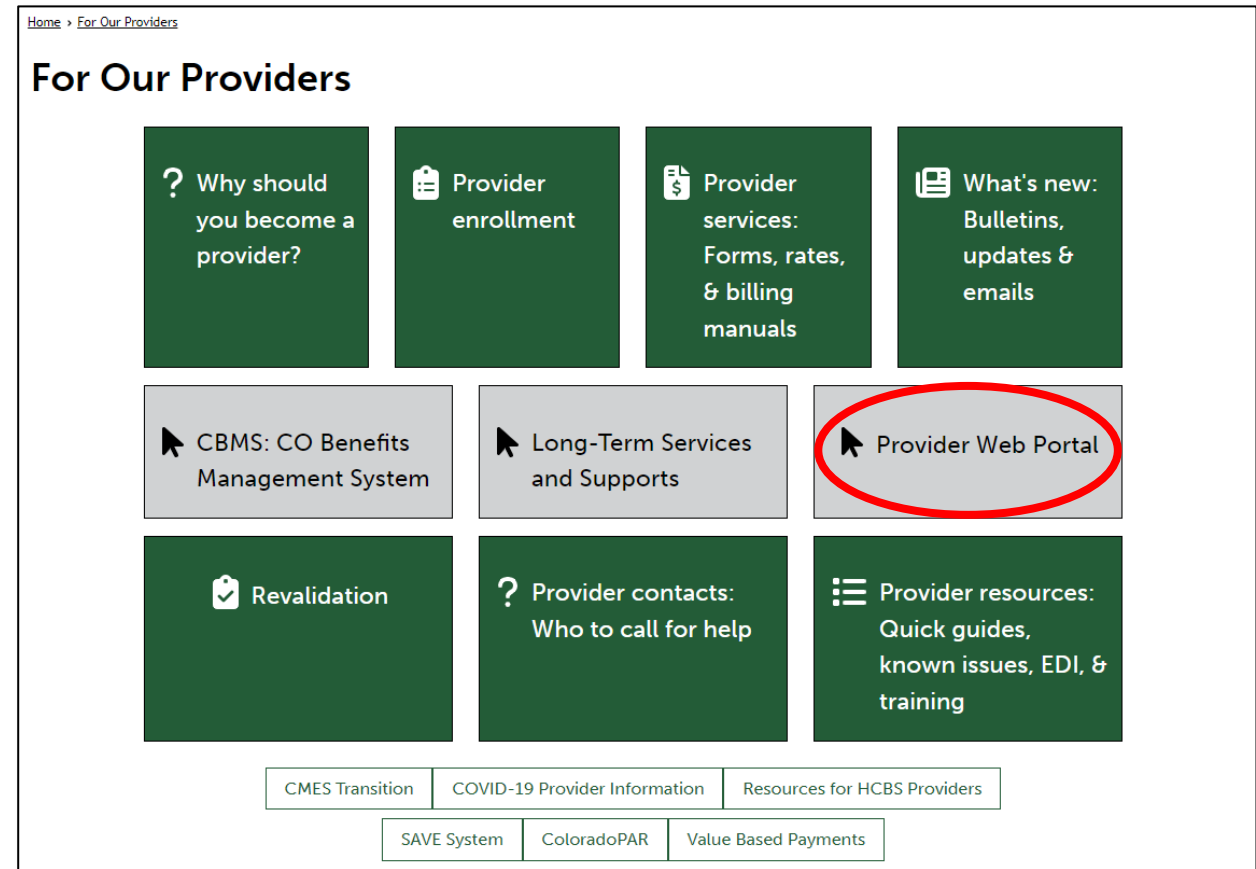 Home › For Our Providers
For Our Providers
Why should
you become a
provider?
Provider
enrollment
Provider
services:
Forms, rates,
& billing
manuals
What's new:
Bulletins,
updates &
emails
CBMS: CO Benefits
Management System
Long-Term Services
and Supports
Provider Web Portal
Revalidation
Provider contacts:
Who to call for help
Provider resources:
Quick guides,
known issues, EDI, &
training
CMES Transition
COVID-19 Provider Information
Resources for HCBS Providers
SAVE System
ColoradoPAR
Value Based Payments